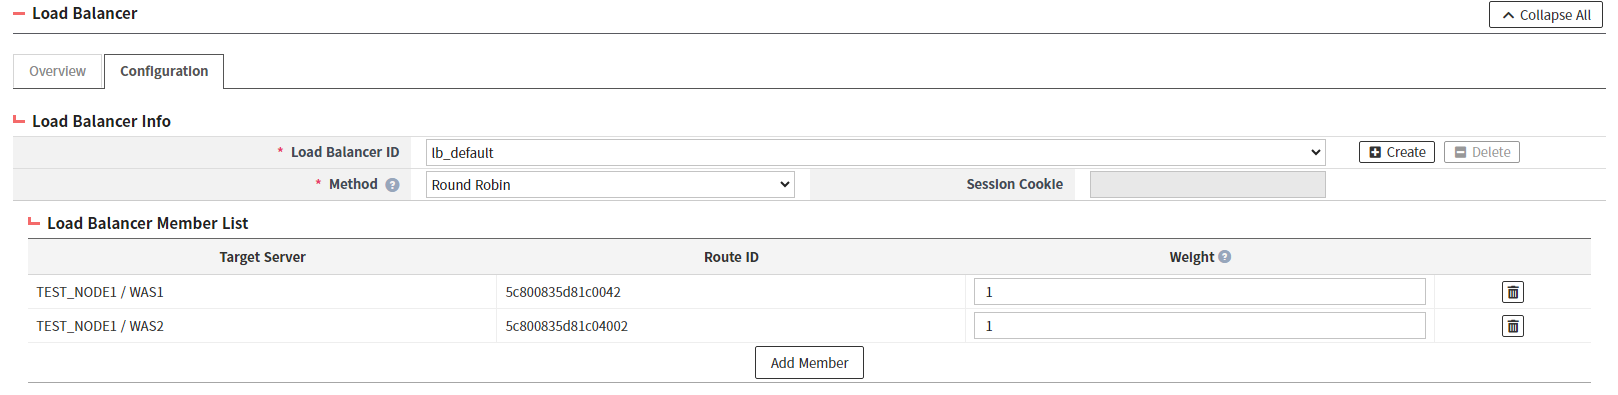 Load Balancer
Collapse All
Overview Configuration
Load Balancer Info
* Load Balancer ID lb_default Create Delete
* Method ? Round Robin Session Cookie
Load Balancer Member List
Target Server Route ID Weight ?
TEST_NODE1 / WAS1 5c800835d81c0042 1
TEST_NODE1 / WAS2 5c800835d81c04002 1
Add Member